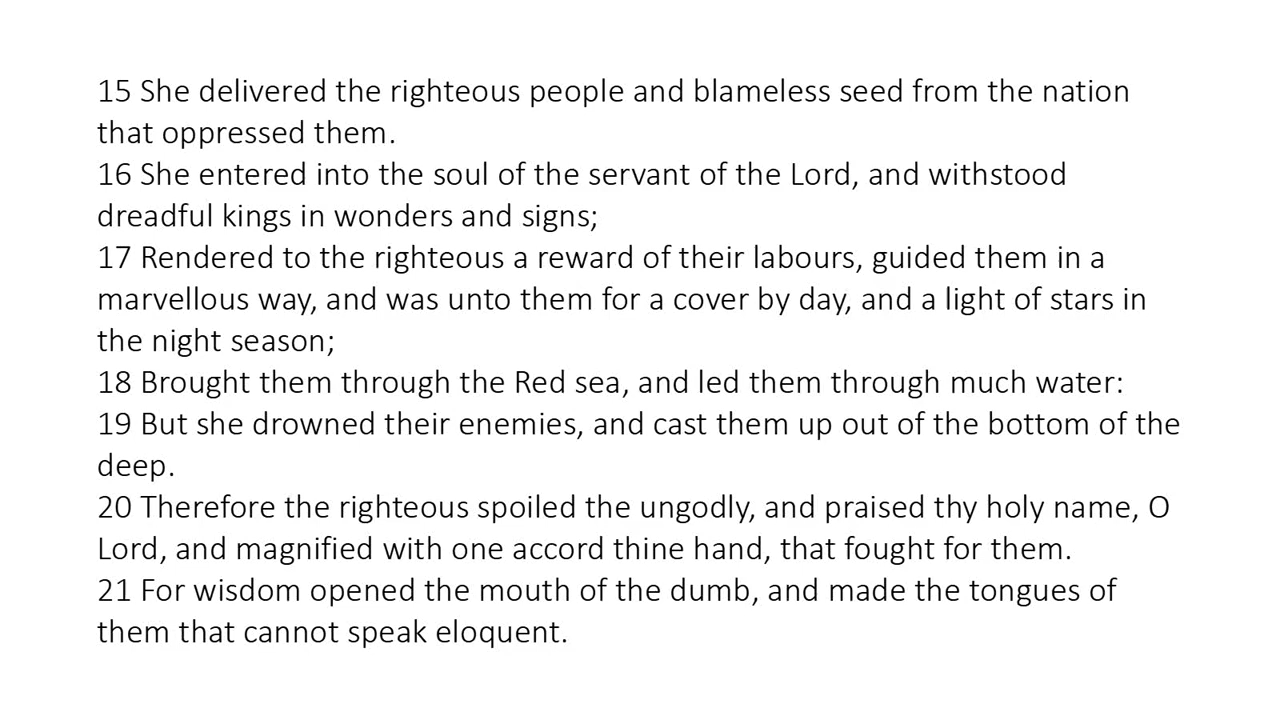 15 She delivered the righteous people and blameless seed from the nation
that oppressed them.
16 She entered into the soul of the servant of the Lord, and withstood
dreadful kings in wonders and signs;
17 Rendered to the righteous a reward of their labours, guided them in a
marvellous way, and was unto them for a cover by day, and a light of stars in
the night season;
18 Brought them through the Red sea, and led them through much water:
19 But she drowned their enemies, and cast them up out of the bottom of the
deep.
20 Therefore the righteous spoiled the ungodly, and praised thy holy name, O
Lord, and magnified with one accord thine hand, that fought for them.
21 For wisdom opened the mouth of the dumb, and made the tongues of
them that cannot speak eloquent.